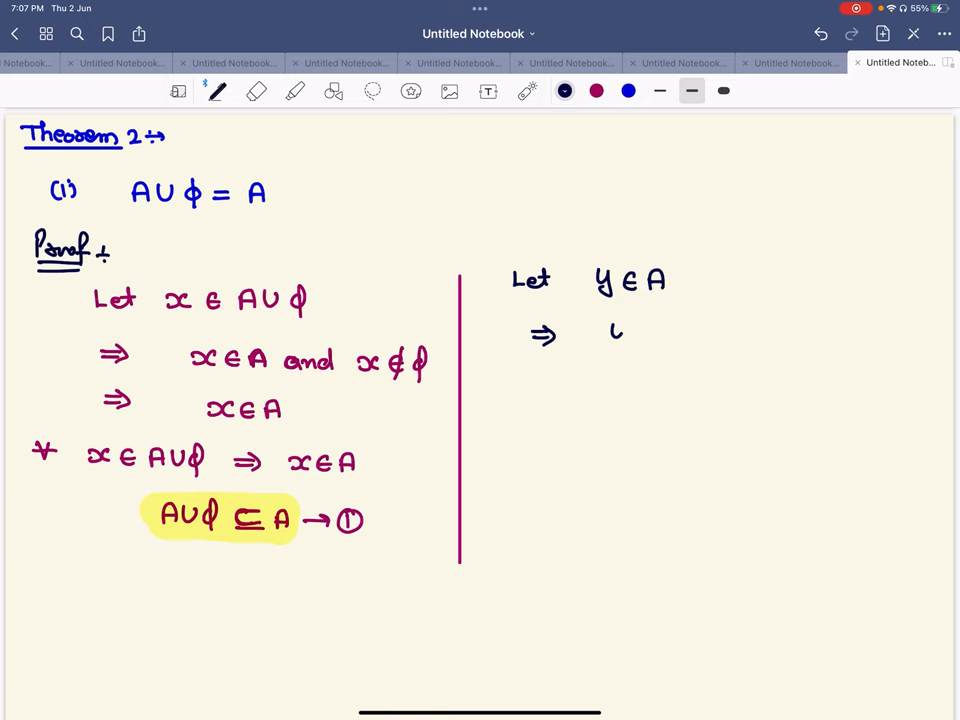 7:07 PM Thu 2 Jun
55%
Untitled Notebook
Notebook...
Untitled Notebook...
Untitled Notebook...
Untitled Notebook...
Untitled Notebook...
Untitled Notebook...
Untitled Notebook...
Untitled Noteb...
Theorem 2 ÷
(1) A ∪ ϕ = A
Proof ÷
Let x ∈ A ∪ ϕ
⇒ x ∈ A and x ∉ ϕ
⇒ x ∈ A
∀ x ∈ A ∪ ϕ ⇒ x ∈ A
A ∪ ϕ ⊆ A → ①
Let y ∈ A
⇒